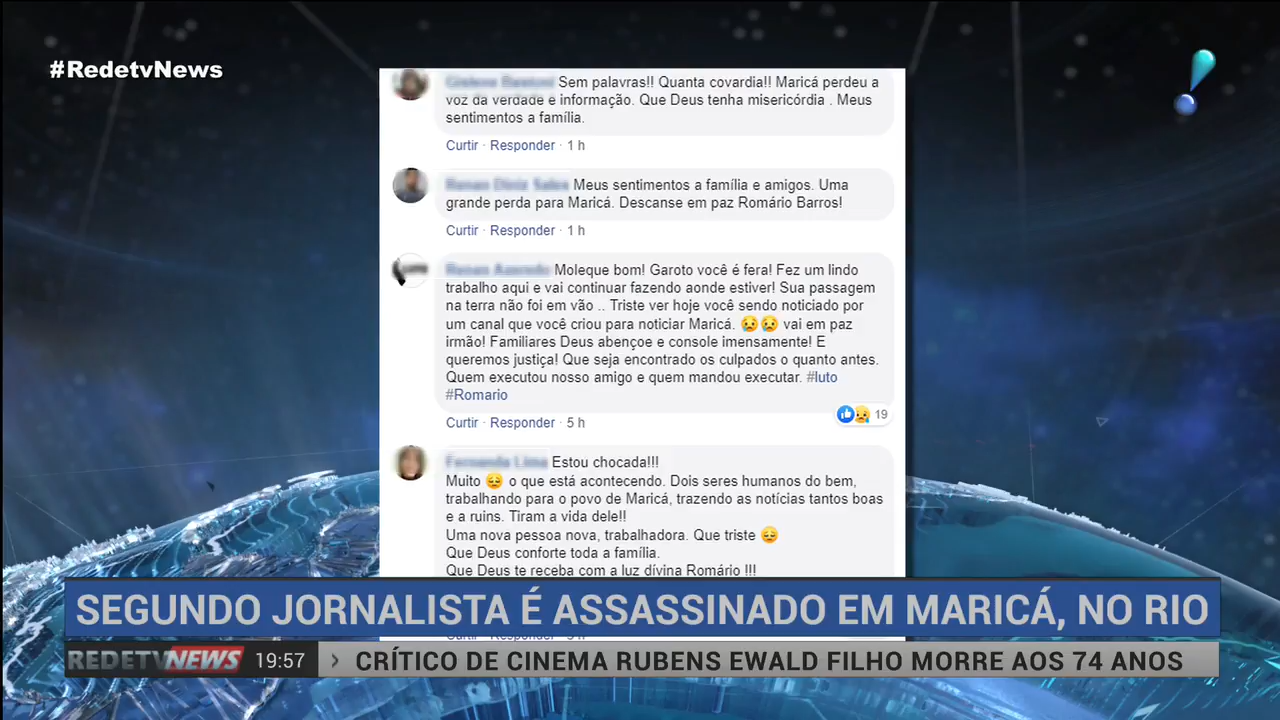 #RedetvNews
Sem palavras!! Quanta covardia!! Maricá perdeu a
voz da verdade e informação. Que Deus tenha misericórdia . Meus
sentimentos a família.
Curtir · Responder · 1 h
Meus sentimentos a família e amigos. Uma
grande perda para Maricá. Descanse em paz Romário Barros!
Curtir · Responder · 1 h
Moleque bom! Garoto você é fera! Fez um lindo
trabalho aqui e vai continuar fazendo aonde estiver! Sua passagem
na terra não foi em vão .. Triste ver hoje você sendo noticiado por
um canal que você criou para noticiar Maricá. 😥😥 vai em paz
irmão! Familiares Deus abençoe e console imensamente! E
queremos justiça! Que seja encontrado os culpados o quanto antes.
Quem executou nosso amigo e quem mandou executar. #luto
#Romario
19
Curtir · Responder · 5 h
Estou chocada!!!
Muito 😔 o que está acontecendo. Dois seres humanos do bem,
trabalhando para o povo de Maricá, trazendo as notícias tantos boas
e a ruins. Tiram a vida dele!!
Uma nova pessoa nova, trabalhadora. Que triste 😔
Que Deus conforte toda a família.
Que Deus te receba com a luz dívina Romário !!!
SEGUNDO JORNALISTA É ASSASSINADO EM MARICÁ, NO RIO
REDETVNEWS 19:57 › CRÍTICO DE CINEMA RUBENS EWALD FILHO MORRE AOS 74 ANOS